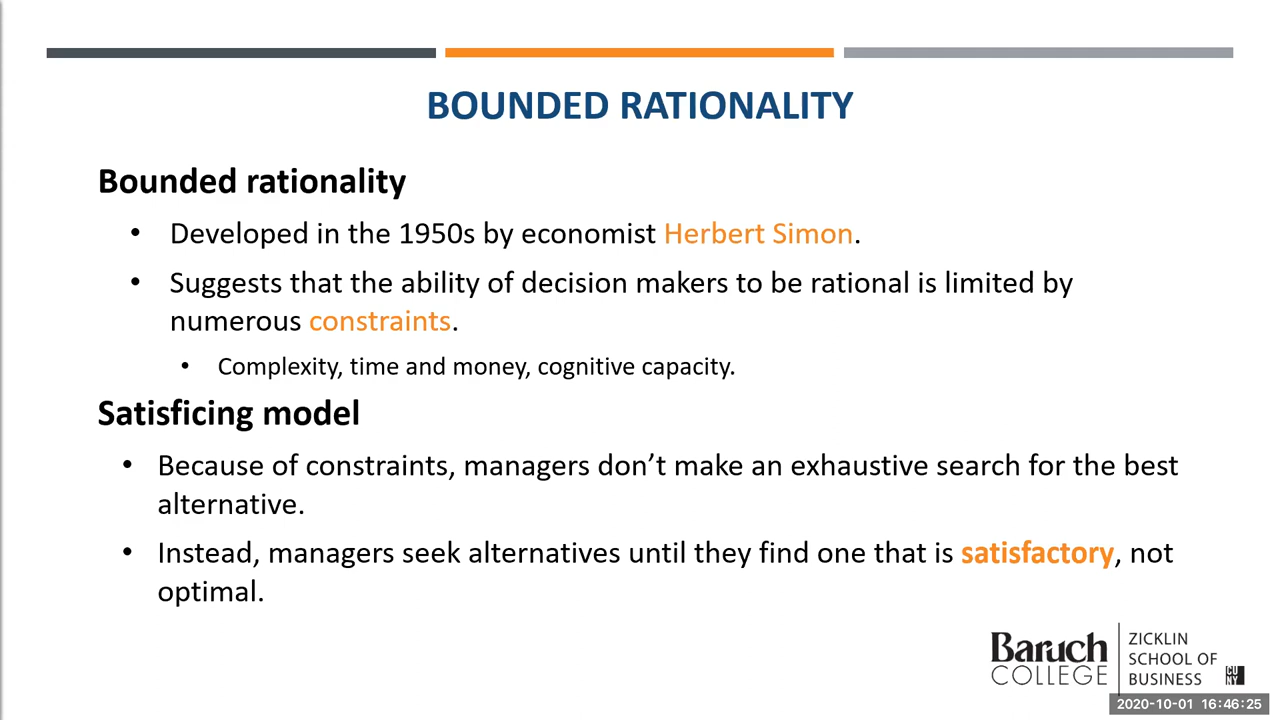 BOUNDED RATIONALITY
Bounded rationality
• Developed in the 1950s by economist Herbert Simon.
• Suggests that the ability of decision makers to be rational is limited by
numerous constraints.
• Complexity, time and money, cognitive capacity.
Satisficing model
• Because of constraints, managers don’t make an exhaustive search for the best
alternative.
• Instead, managers seek alternatives until they find one that is satisfactory, not
optimal.
Baruch
COLLEGE
ZICKLIN
SCHOOL OF
BUSINESS
CU
NY
2020-10-01 16:46:25